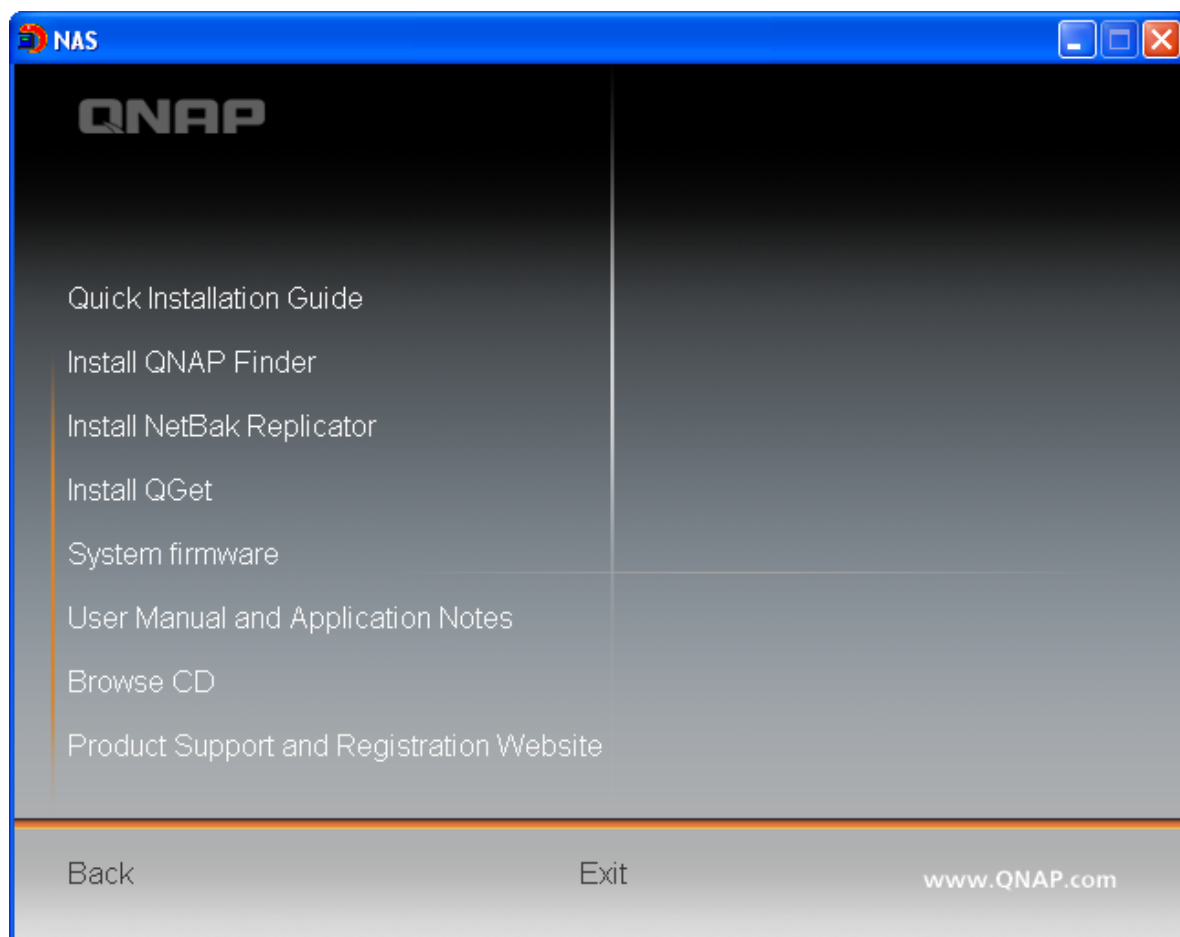 NAS
QNAP
Quick Installation Guide
Install QNAP Finder
Install NetBak Replicator
Install QGet
System firmware
User Manual and Application Notes
Browse CD
Product Support and Registration Website
Back
Exit
www.QNAP.com